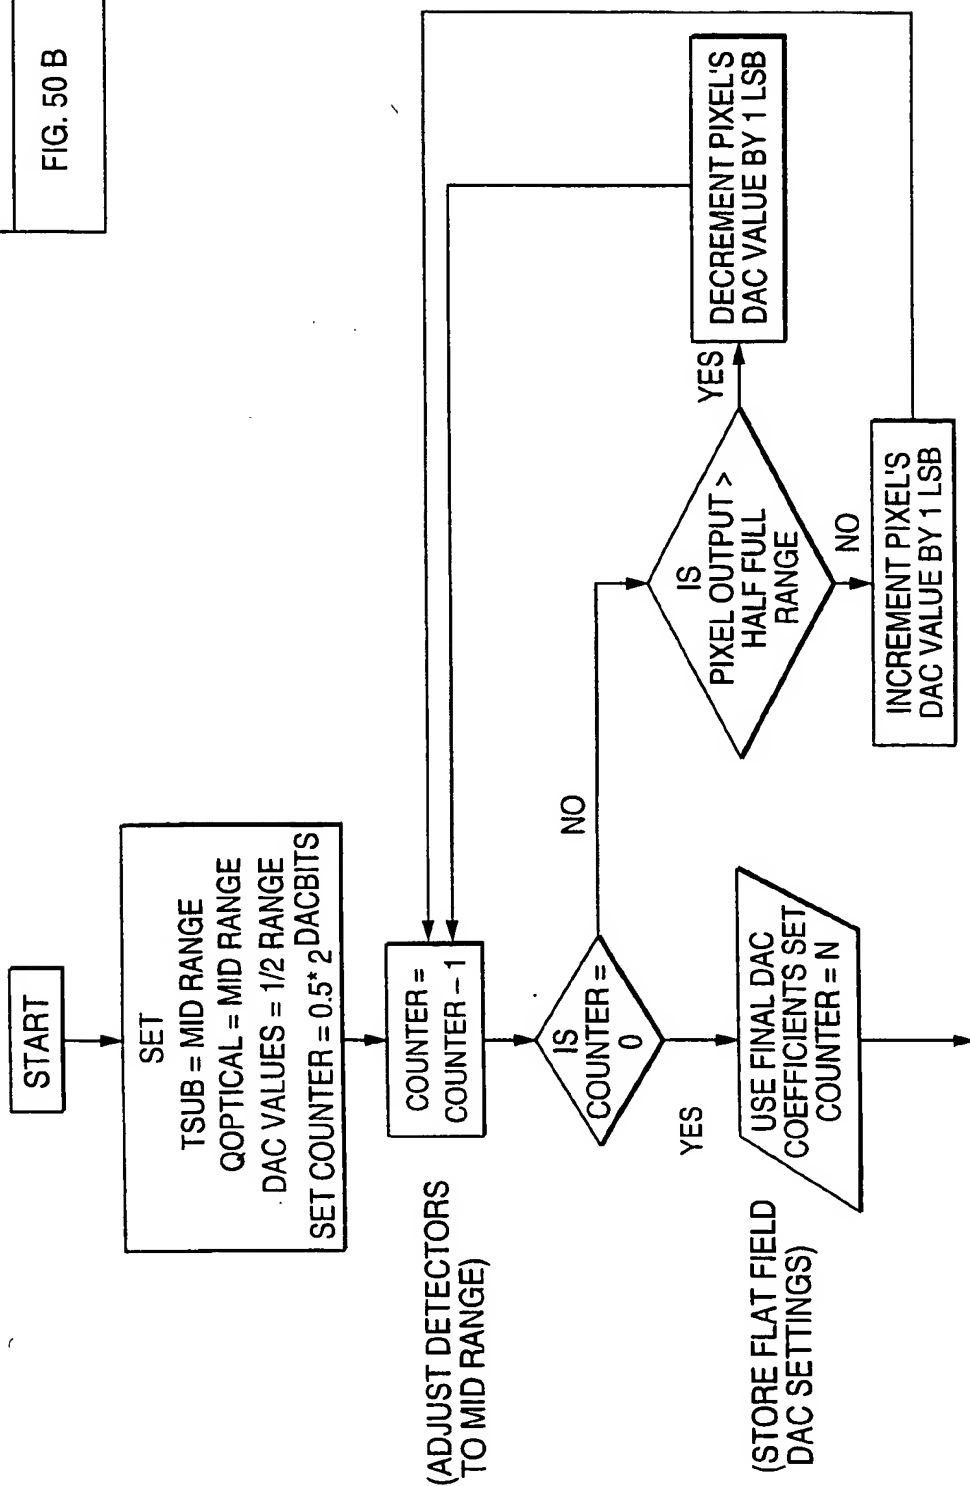 FIG. 50 B
START
SET
TSUB = MID RANGE
QOPTICAL = MID RANGE
DAC VALUES = 1/2 RANGE
SET COUNTER = 0.5* 2 DACBITS
(ADJUST DETECTORS
TO MID RANGE)
COUNTER =
COUNTER – 1
IS
COUNTER =
0
NO
YES
IS
PIXEL OUTPUT >
HALF FULL
RANGE
YES
DECREMENT PIXEL'S
DAC VALUE BY 1 LSB
NO
INCREMENT PIXEL'S
DAC VALUE BY 1 LSB
(STORE FLAT FIELD
DAC SETTINGS)
USE FINAL DAC
COEFFICIENTS SET
COUNTER = N